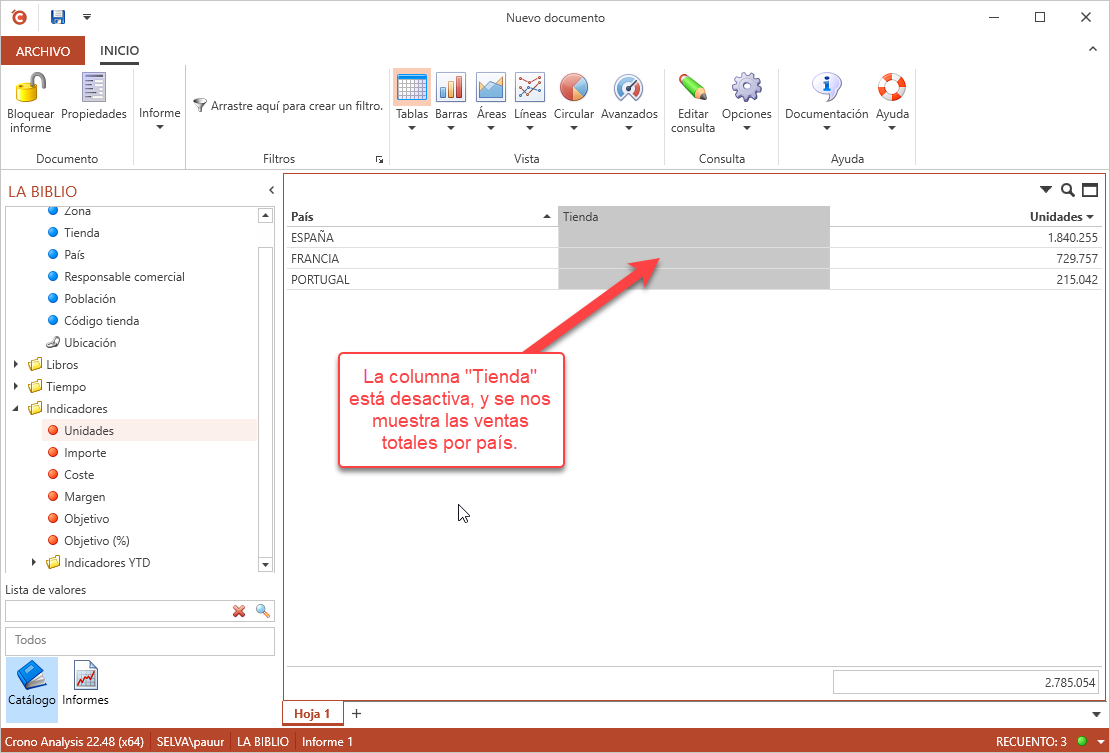 Nuevo documento
ARCHIVO
INICIO
Bloquear informe
Propiedades
Informe
Arrastre aquí para crear un filtro.
Tablas
Barras
Áreas
Líneas
Circular
Avanzados
Editar consulta
Opciones
Documentación
Ayuda
Documento
Filtros
Vista
Consulta
Ayuda
LA BIBLIO
Zona
Tienda
País
Responsable comercial
Población
Código tienda
Ubicación
Libros
Tiempo
Indicadores
Unidades
Importe
Coste
Margen
Objetivo
Objetivo (%)
Indicadores YTD
Lista de valores
Todos
Catálogo
Informes
País Tienda Unidades
ESPAÑA 1.840.255
FRANCIA 729.757
PORTUGAL 215.042
La columna "Tienda"
está desactiva, y se nos
muestra las ventas
totales por país.
2.785.054
Hoja 1 +
Crono Analysis 22.48 (x64) SELVA\pauur LA BIBLIO Informe 1 RECUENTO: 3